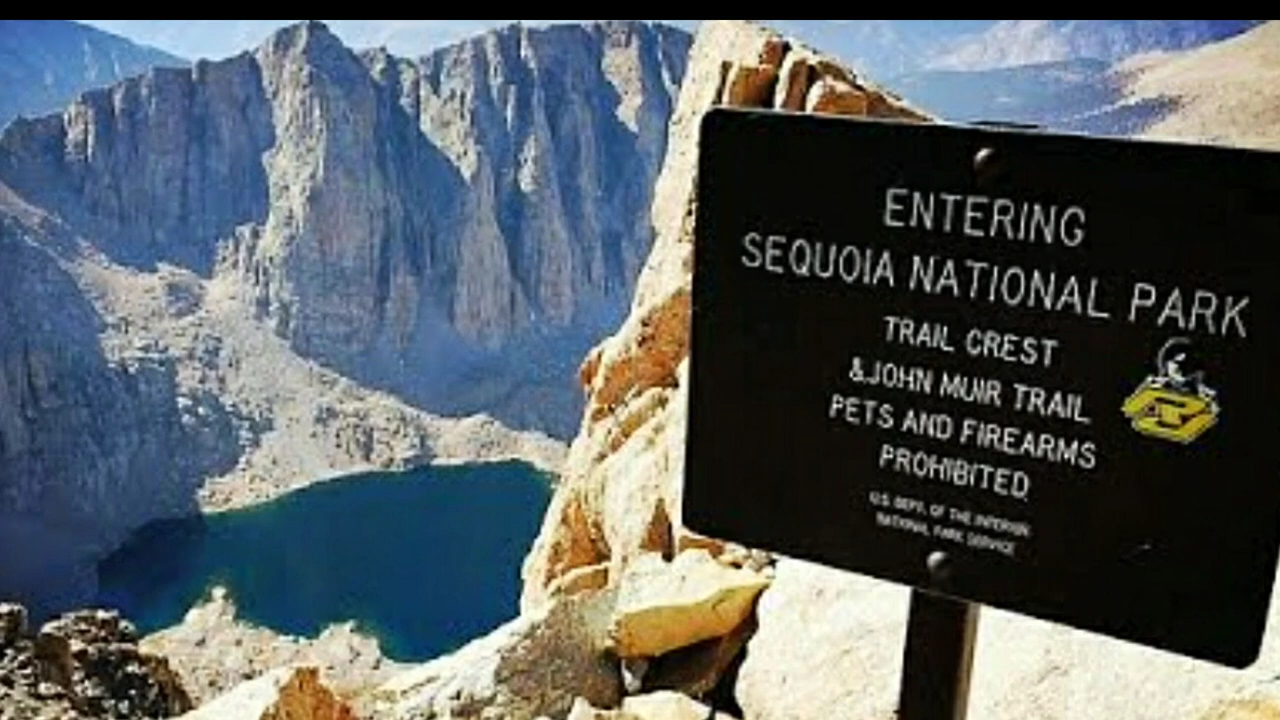 ENTERING
SEQUOIA NATIONAL PARK
TRAIL CREST
&JOHN MUIR TRAIL
PETS AND FIREARMS
PROHIBITED
U.S. DEPT. OF THE INTERIOR
NATIONAL PARK SERVICE